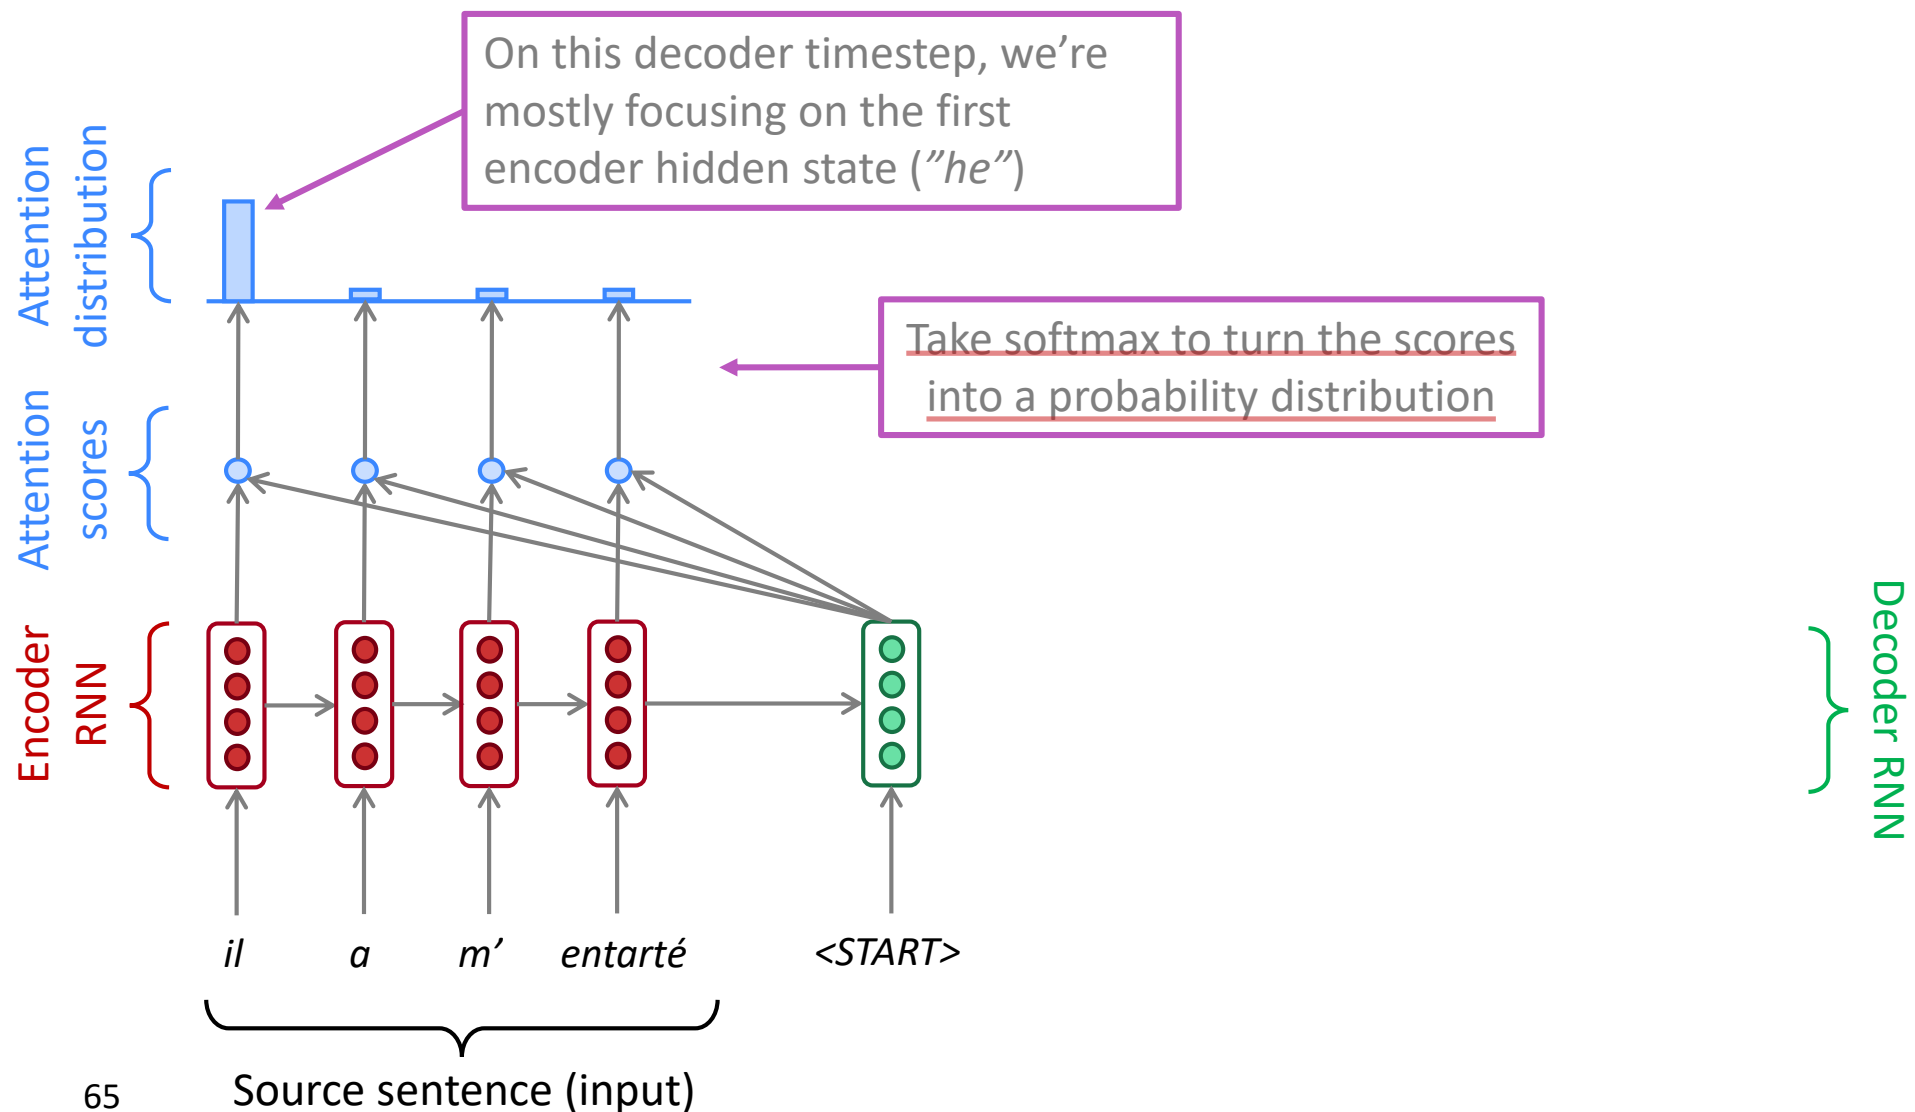 On this decoder timestep, we’re
mostly focusing on the first
encoder hidden state (”he”)
Attention
distribution
Take softmax to turn the scores
into a probability distribution
Attention
scores
Encoder
RNN
Decoder RNN
il a m’ entarté <START>
Source sentence (input)
65